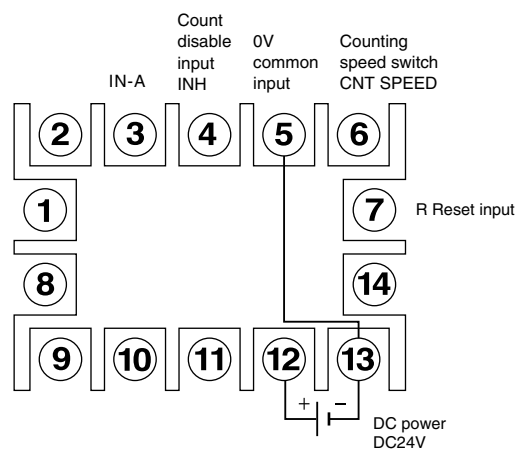 Count
disable
input
INH
0V
common
input
Counting
speed switch
CNT SPEED
IN-A
2
3
4
5
6
1
7
R Reset input
8
14
9
10
11
12
13
+
−
DC power
DC24V